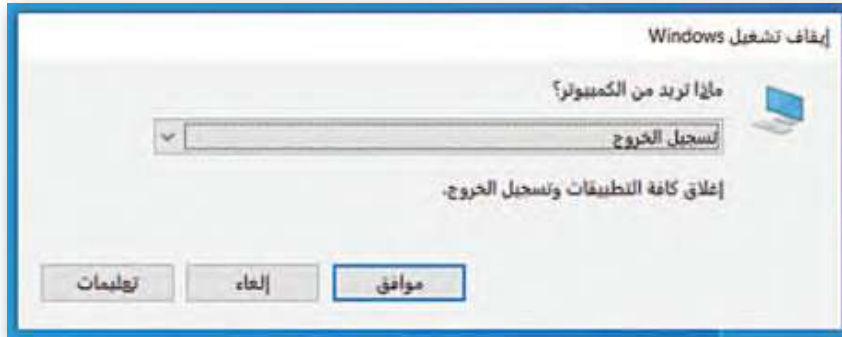 إيقاف تشغيل Windows
ماذا تريد من الكمبيوتر؟
تسجيل الخروج
إغلاق كافة التطبيقات وتسجيل الخروج.
موافق
إلغاء
تعليمات